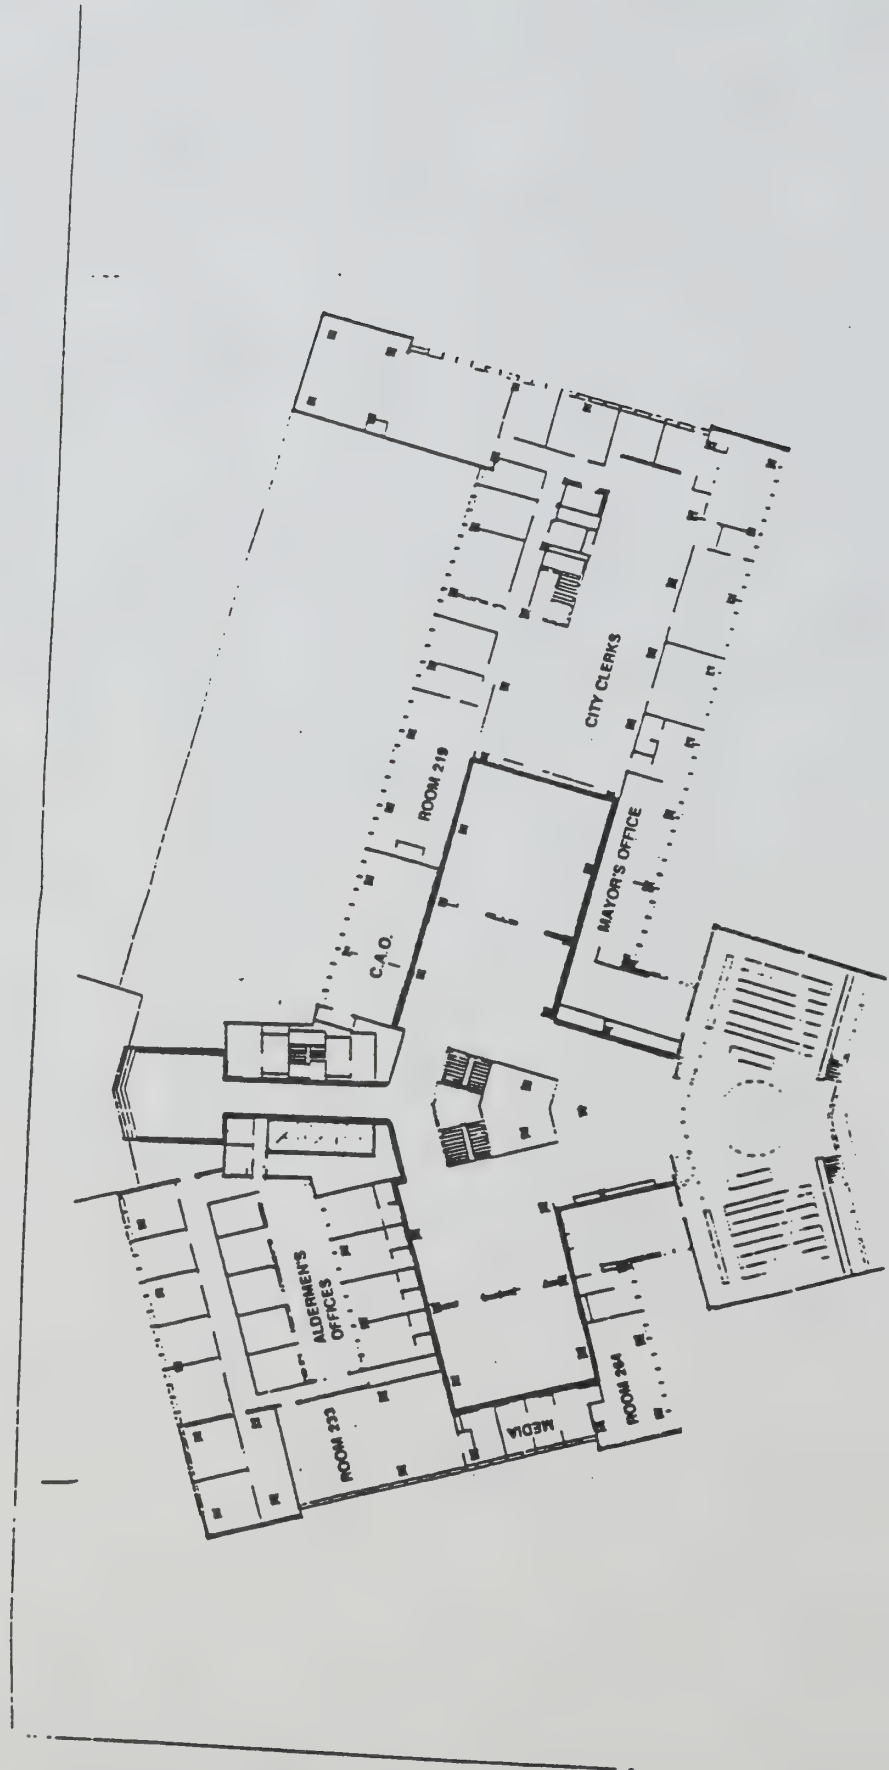 CITY CLERKS
ROOM 219
MAYOR'S OFFICE
C.A.O.
ALDERMEN'S
OFFICES
ROOM 233
MEDIA
ROOM 264